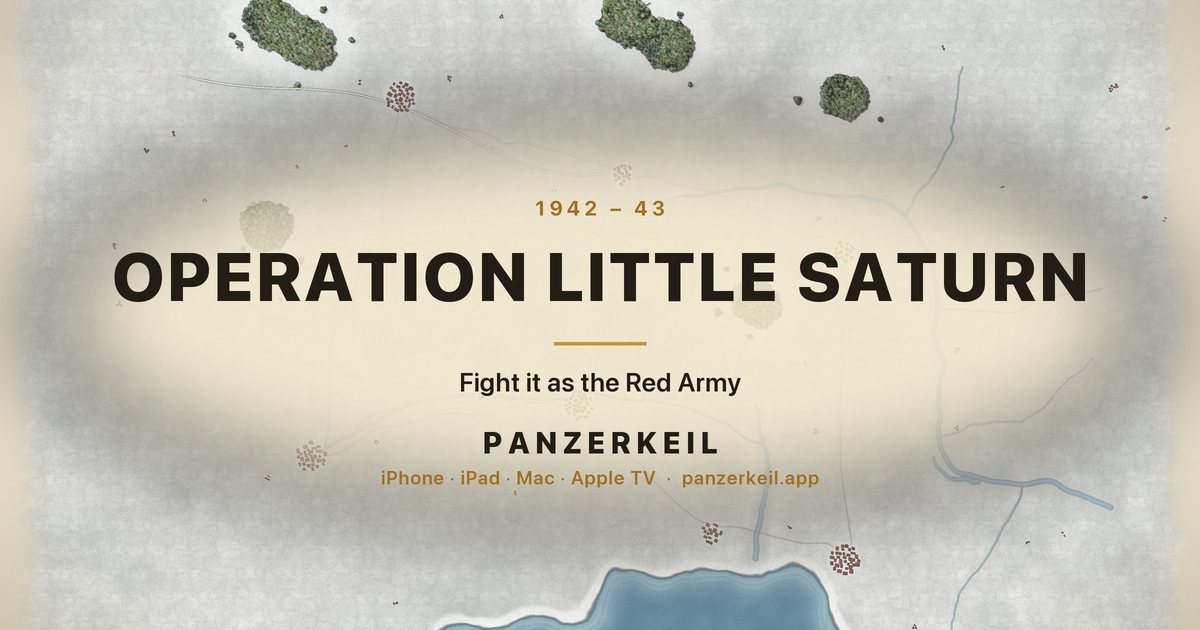 1942 – 43
OPERATION LITTLE SATURN
Fight it as the Red Army
PANZERKEIL
iPhone · iPad · Mac · Apple TV · panzerkeil.app